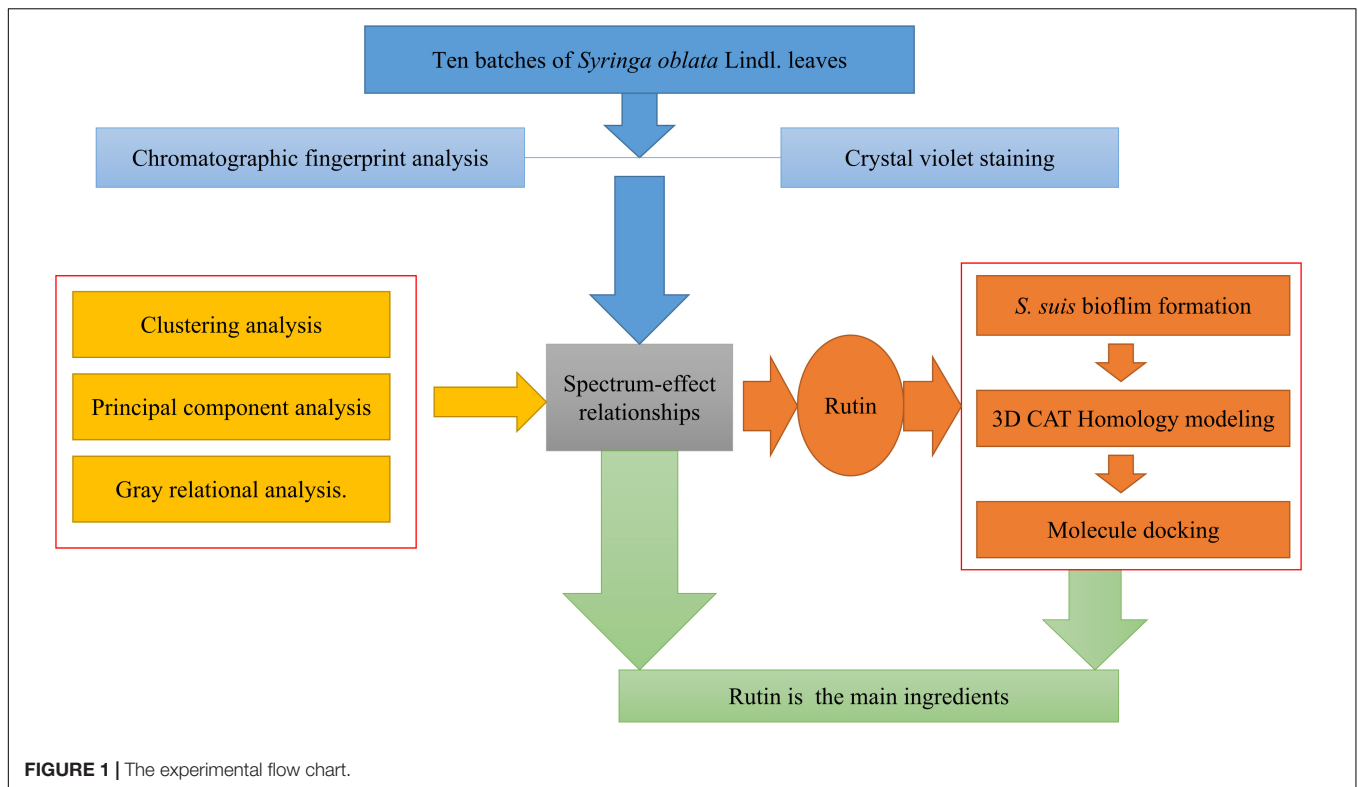 Ten batches of Syringa oblata Lindl. leaves
Chromatographic fingerprint analysis
Crystal violet staining
Clustering analysis
Principal component analysis
Gray relational analysis.
Spectrum-effect
relationships
Rutin
S. suis bioflim formation
3D CAT Homology modeling
Molecule docking
Rutin is the main ingredients
FIGURE 1 | The experimental flow chart.